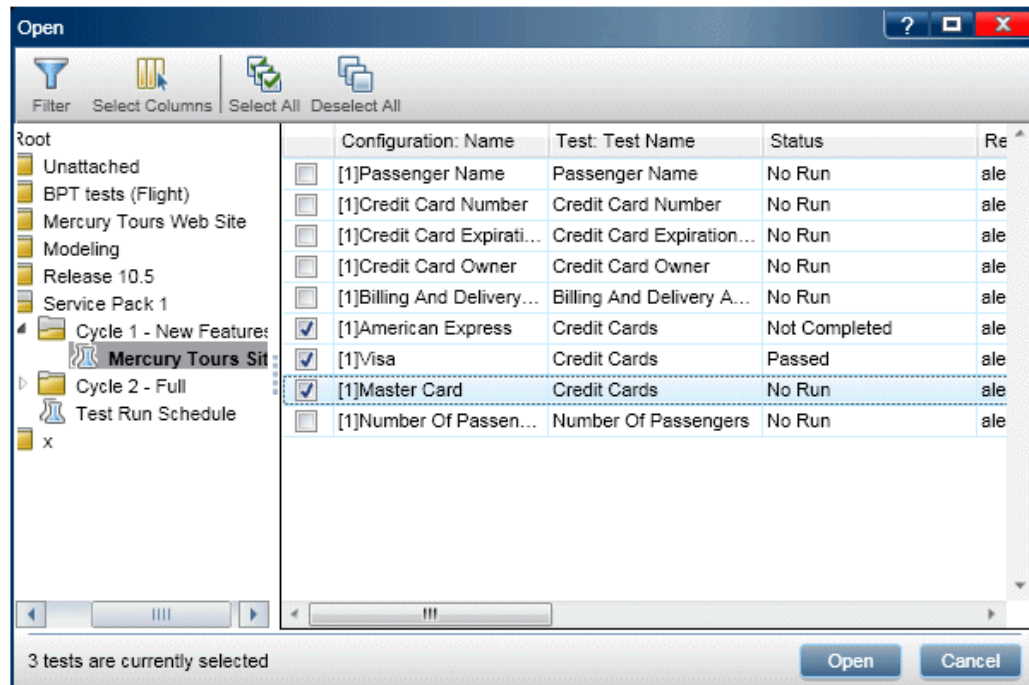 Open
Filter Select Columns Select All Deselect All
Root
Unattached
BPT tests (Flight)
Mercury Tours Web Site
Modeling
Release 10.5
Service Pack 1
Cycle 1 - New Features
Mercury Tours Sit
Cycle 2 - Full
Test Run Schedule
x
Configuration: Name Test: Test Name Status Re
[1]Passenger Name Passenger Name No Run ale
[1]Credit Card Number Credit Card Number No Run ale
[1]Credit Card Expirati... Credit Card Expiration... No Run ale
[1]Credit Card Owner Credit Card Owner No Run ale
[1]Billing And Delivery... Billing And Delivery A... No Run ale
[1]American Express Credit Cards Not Completed ale
[1]Visa Credit Cards Passed ale
[1]Master Card Credit Cards No Run ale
[1]Number Of Passen... Number Of Passengers No Run ale
3 tests are currently selected
Open Cancel